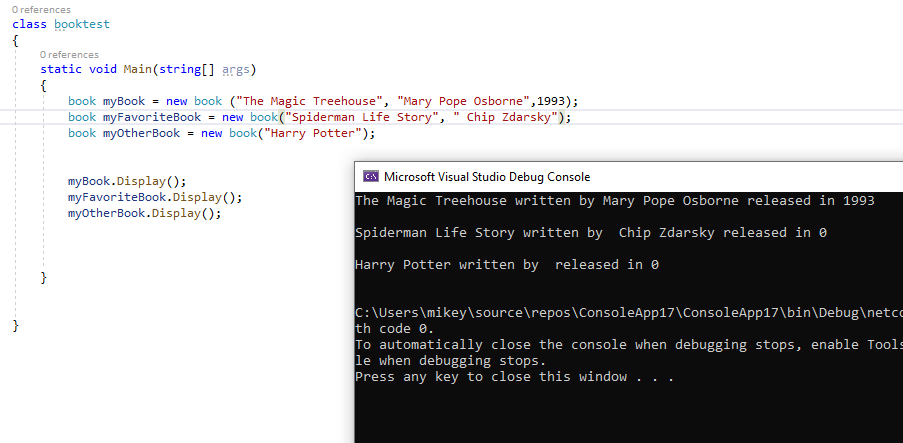 0 references
class booktest
{
0 references
static void Main(string[] args)
{
book myBook = new book ("The Magic Treehouse", "Mary Pope Osborne",1993);
book myFavoriteBook = new book("Spiderman Life Story", " Chip Zdarsky");
book myOtherBook = new book("Harry Potter");
myBook.Display();
myFavoriteBook.Display();
myOtherBook.Display();
}
}
C:\ Microsoft Visual Studio Debug Console
The Magic Treehouse written by Mary Pope Osborne released in 1993
Spiderman Life Story written by  Chip Zdarsky released in 0
Harry Potter written by  released in 0
C:\Users\mikey\source\repos\ConsoleApp17\ConsoleApp17\bin\Debug\netco
th code 0.
To automatically close the console when debugging stops, enable Tools
le when debugging stops.
Press any key to close this window . . .